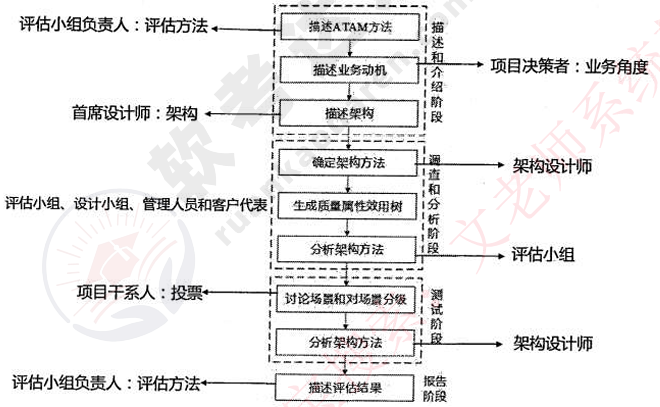 评估小组负责人：评估方法
描述ATAM方法
描述业务动机
项目决策者：业务角度
首席设计师：架构
描述架构
描述和介绍阶段
确定架构方法
架构设计师
评估小组、设计小组、管理人员和客户代表
生成质量属性效用树
分析架构方法
评估小组
调查和分析阶段
项目干系人：投票
讨论场景和对场景分级
分析架构方法
架构设计师
测试阶段
评估小组负责人：评估方法
描述评估结果
报告
阶段
软考
文老师系统